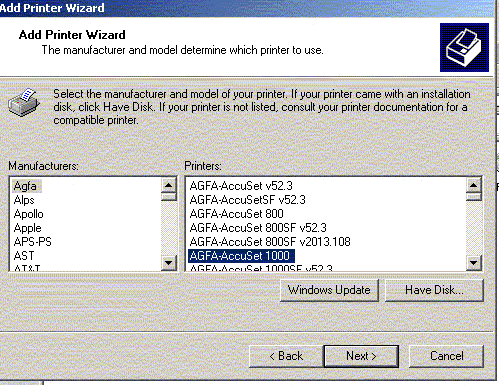 Add Printer Wizard
Add Printer Wizard
The manufacturer and model determine which printer to use.
Select the manufacturer and model of your printer. If your printer came with an installation
disk, click Have Disk. If your printer is not listed, consult your printer documentation for a
compatible printer.
Manufacturers:
Agfa
Alps
Apollo
Apple
APS-PS
AST
AT&T
Printers:
AGFA-AccuSet v52.3
AGFA-AccuSetSF v52.3
AGFA-AccuSet 800
AGFA-AccuSet 800SF v52.3
AGFA-AccuSet 800SF v2013.108
AGFA-AccuSet 1000
AGFA-AccuSet 1000SF v52.3
Windows Update
Have Disk...
< Back
Next >
Cancel